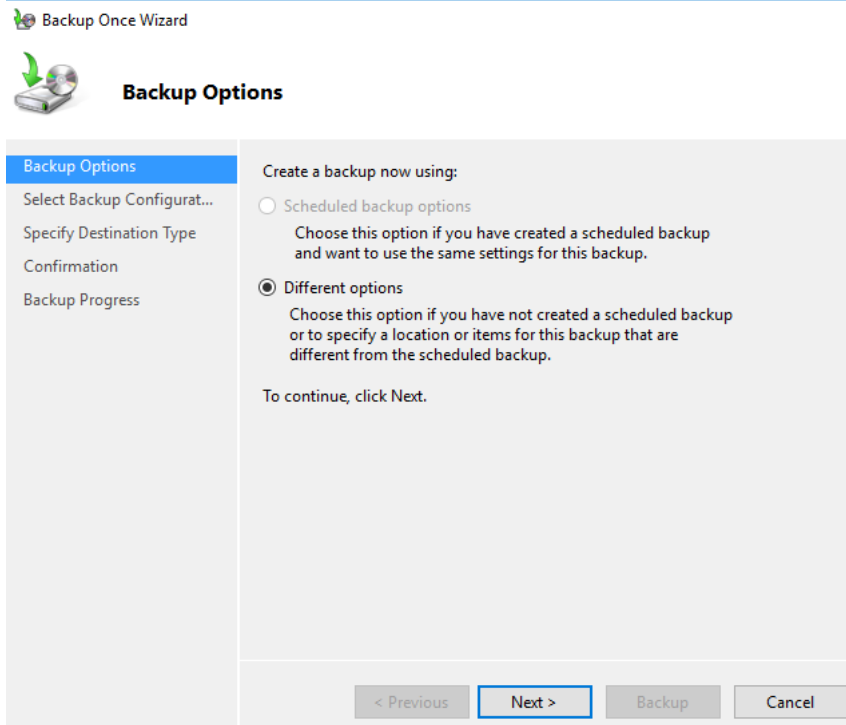 Backup Once Wizard
Backup Options
Backup Options
Select Backup Configurat...
Specify Destination Type
Confirmation
Backup Progress
Create a backup now using:
Scheduled backup options
Choose this option if you have created a scheduled backup
and want to use the same settings for this backup.
Different options
Choose this option if you have not created a scheduled backup
or to specify a location or items for this backup that are
different from the scheduled backup.
To continue, click Next.
< Previous
Next >
Backup
Cancel